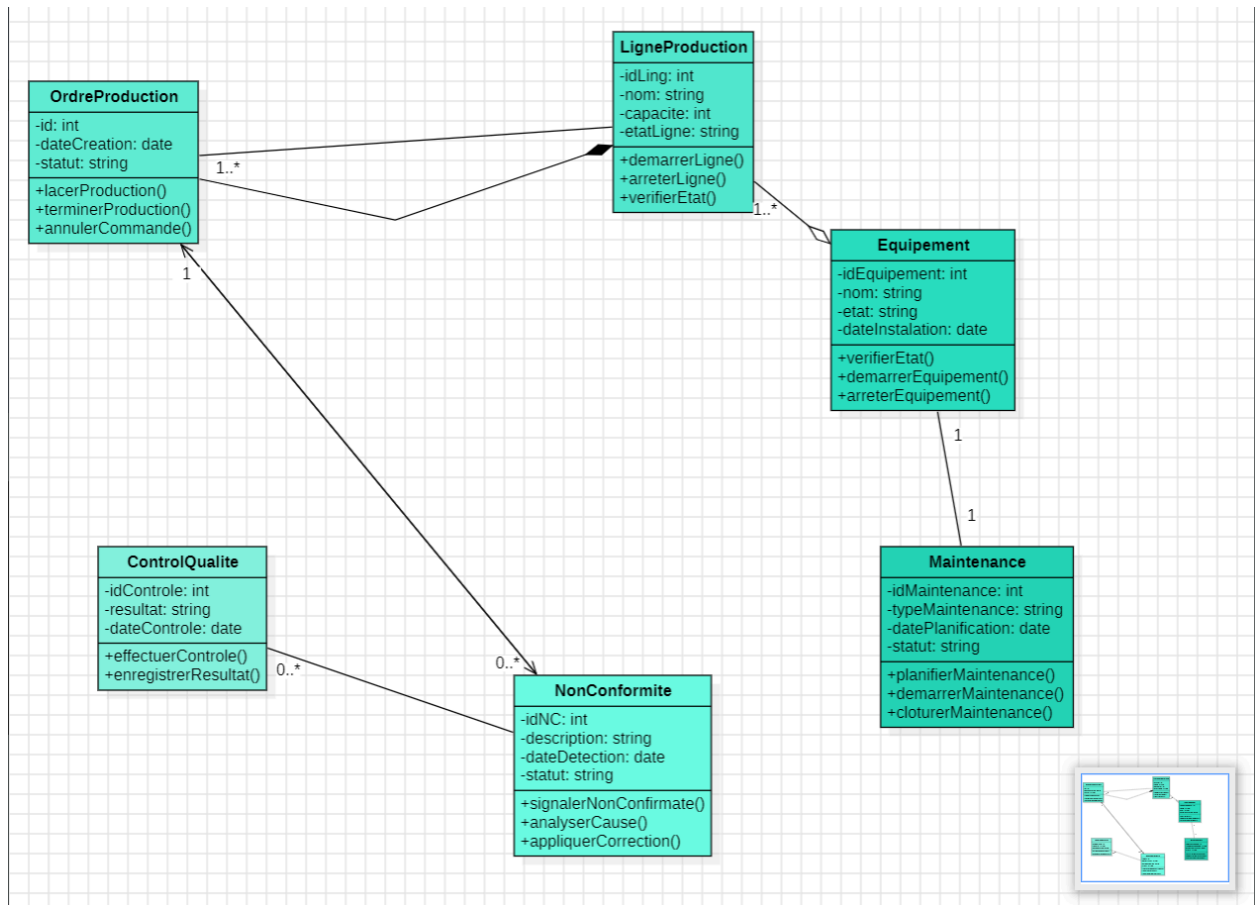 LigneProduction
-idLing: int
-nom: string
-capacite: int
-etatLigne: string
+demarrerLigne()
+arreterLigne()
+verifierEtat()
OrdreProduction
-id: int
-dateCreation: date
-statut: string
+lacerProduction()
+terminerProduction()
+annulerCommande()
1..*
1..*
1
Equipement
-idEquipement: int
-nom: string
-etat: string
-dateInstalation: date
+verifierEtat()
+demarrerEquipement()
+arreterEquipement()
1
1
ControlQualite
-idControle: int
-resultat: string
-dateControle: date
+effectuerControle()
+enregistrerResultat()
0..*
0..*
NonConformite
-idNC: int
-description: string
-dateDetection: date
-statut: string
+signalerNonConfirmate()
+analyserCause()
+appliquerCorrection()
Maintenance
-idMaintenance: int
-typeMaintenance: string
-datePlanification: date
-statut: string
+planifierMaintenance()
+demarrerMaintenance()
+cloturerMaintenance()